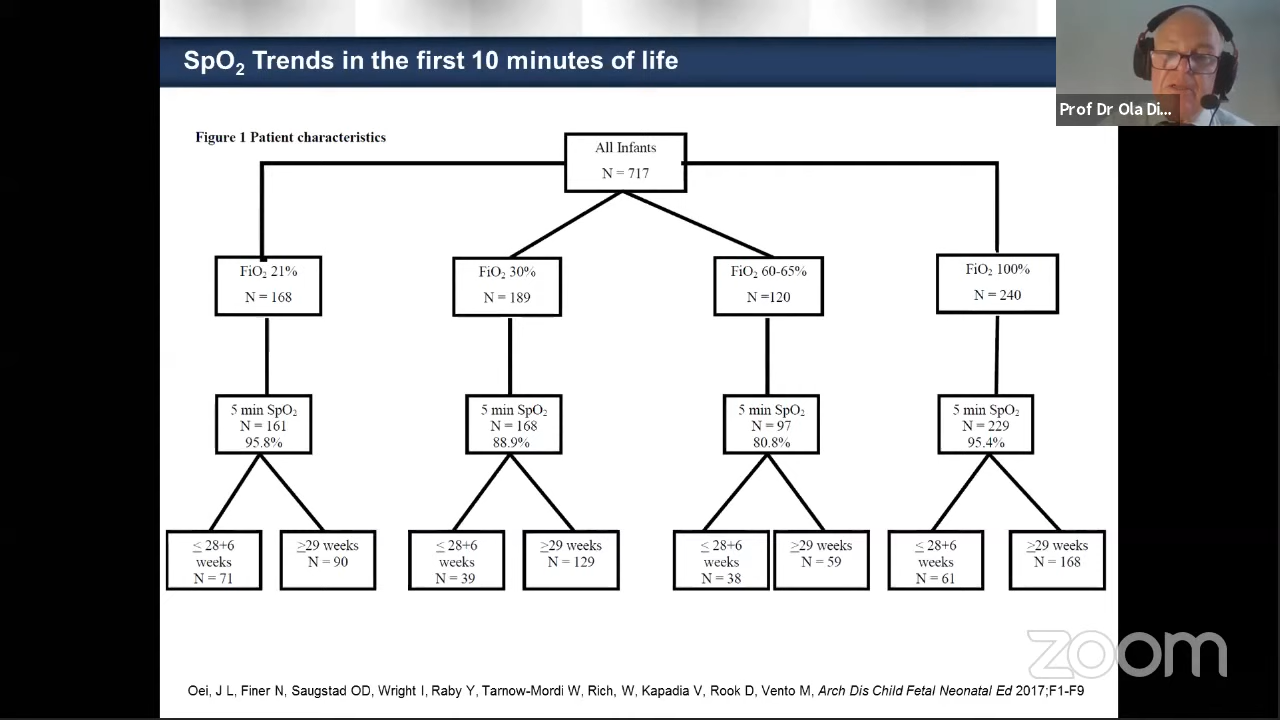 SpO2 Trends in the first 10 minutes of life
Prof Dr Ola Di...
Figure 1 Patient characteristics
All Infants
N = 717
FiO2 21%
N = 168
FiO2 30%
N = 189
FiO2 60-65%
N =120
FiO2 100%
N = 240
5 min SpO2
N = 161
95.8%
5 min SpO2
N = 168
88.9%
5 min SpO2
N = 97
80.8%
5 min SpO2
N = 229
95.4%
≤ 28+6
weeks
N = 71
≥29 weeks
N = 90
≤ 28+6
weeks
N = 39
≥29 weeks
N = 129
≤ 28+6
weeks
N = 38
≥29 weeks
N = 59
≤ 28+6
weeks
N = 61
≥29 weeks
N = 168
zoom
Oei, J L, Finer N, Saugstad OD, Wright I, Raby Y, Tarnow-Mordi W, Rich, W, Kapadia V, Rook D, Vento M, Arch Dis Child Fetal Neonatal Ed 2017;F1-F9